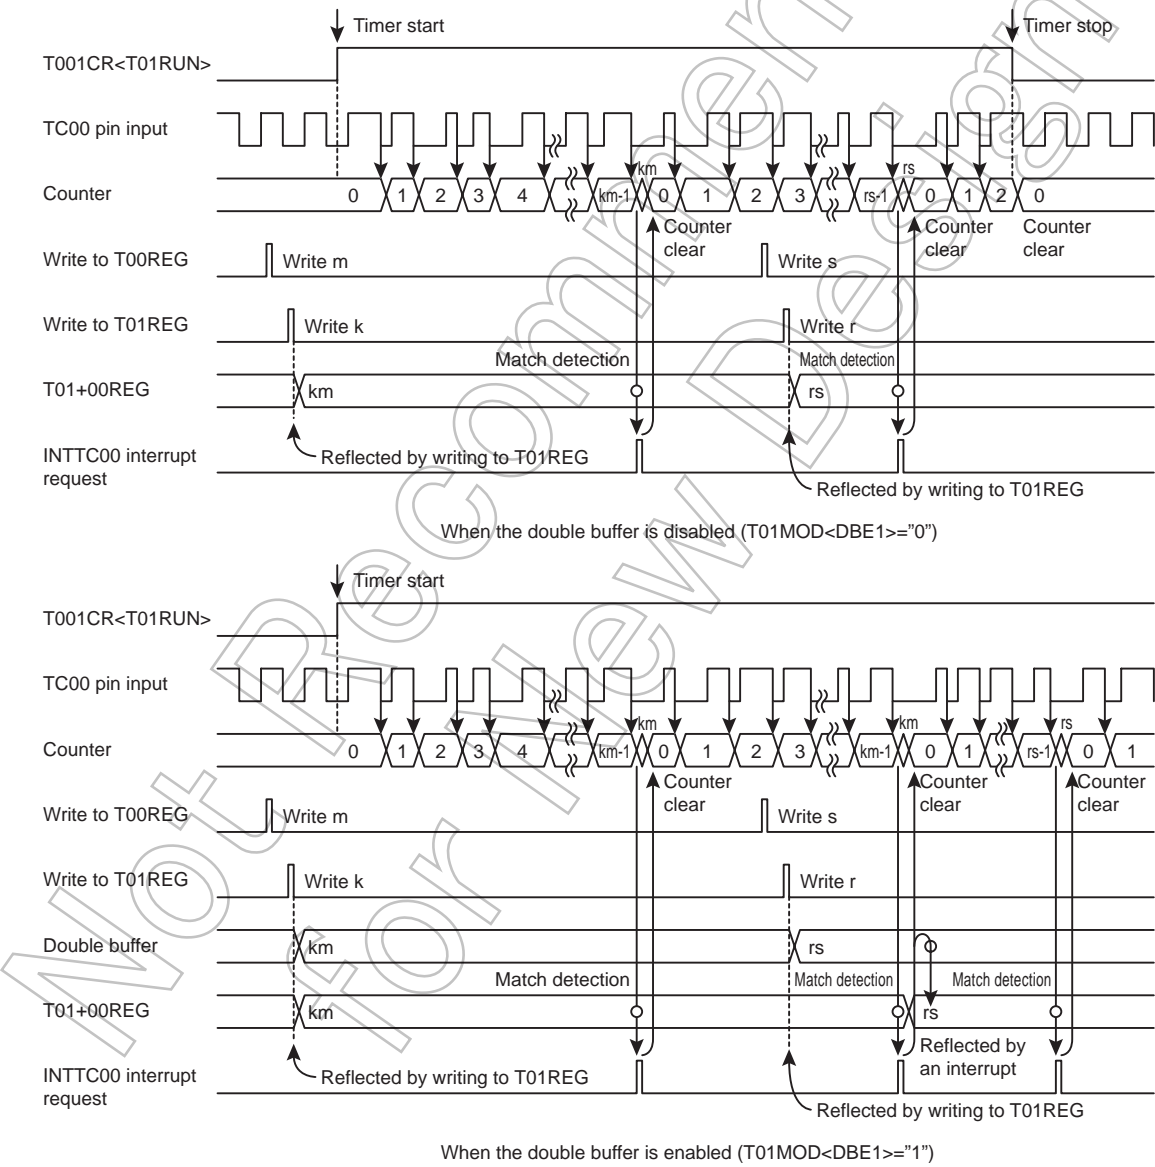 Timer start
Timer stop
T001CR<T01RUN>
TC00 pin input
km
rs
Counter
0 1 2 3 4 km-1 0 1 2 3 rs-1 0 1 2 0
Counter clear
Counter clear
Counter clear
Write to T00REG
Write m
Write s
Write to T01REG
Write k
Write r
Match detection
Match detection
T01+00REG
km
rs
INTTC00 interrupt
request
Reflected by writing to T01REG
Reflected by writing to T01REG
When the double buffer is disabled (T01MOD<DBE1>=”0”)
Timer start
T001CR<T01RUN>
TC00 pin input
km
km
rs
Counter
0 1 2 3 4 km-1 0 1 2 3 km-1 0 1 rs-1 0 1
Counter clear
Counter clear
Counter clear
Write to T00REG
Write m
Write s
Write to T01REG
Write k
Write r
Double buffer
km
rs
Match detection
Match detection
Match detection
T01+00REG
km
rs
Reflected by
an interrupt
INTTC00 interrupt
request
Reflected by writing to T01REG
Reflected by writing to T01REG
When the double buffer is enabled (T01MOD<DBE1>=”1”)
Not Recommen
for New Design